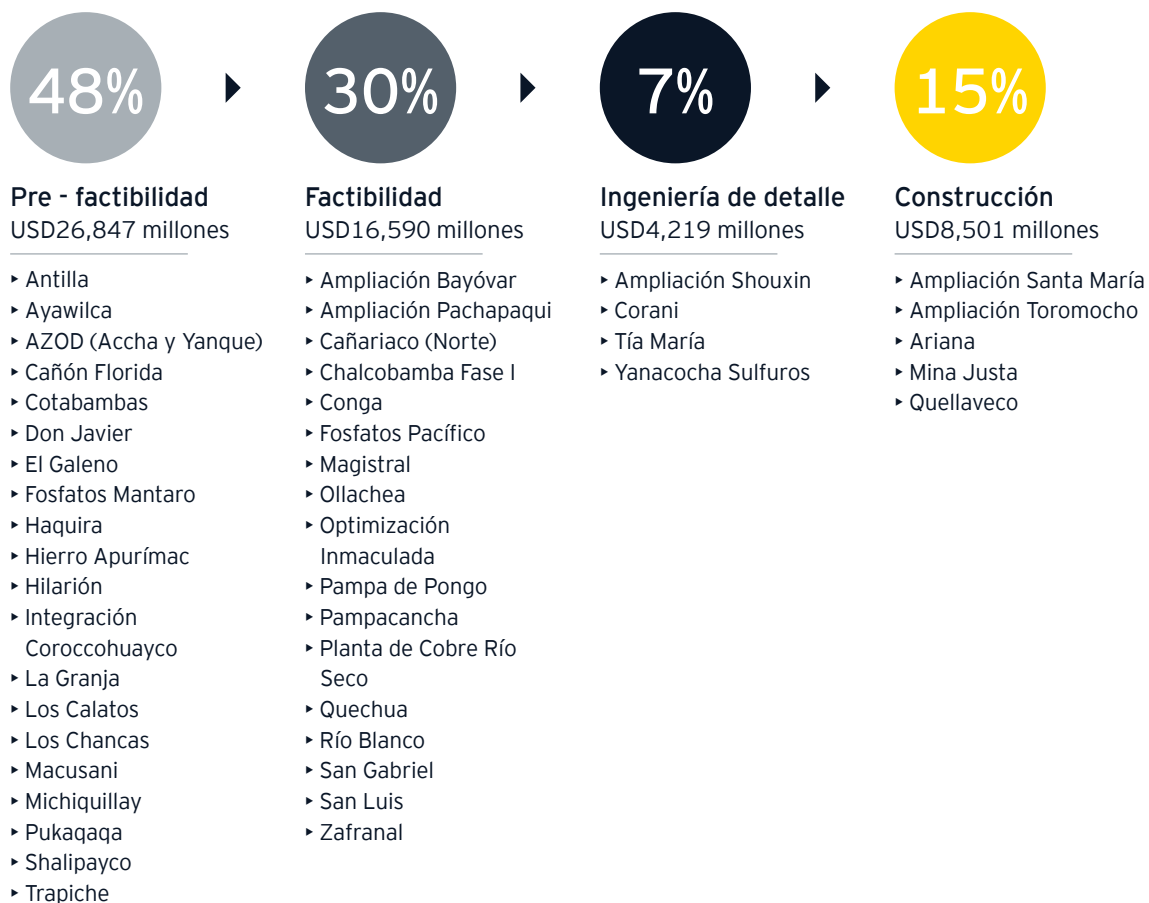 48%
Pre - factibilidad
USD26,847 millones
‣ Antilla
‣ Ayawilca
‣ AZOD (Accha y Yanque)
‣ Cañón Florida
‣ Cotabambas
‣ Don Javier
‣ El Galeno
‣ Fosfatos Mantaro
‣ Haquira
‣ Hierro Apurímac
‣ Hilarión
‣ Integración
Coroccohuayco
‣ La Granja
‣ Los Calatos
‣ Los Chancas
‣ Macusani
‣ Michiquillay
‣ Pukaqaqa
‣ Shalipayco
‣ Trapiche
30%
Factibilidad
USD16,590 millones
‣ Ampliación Bayóvar
‣ Ampliación Pachapaqui
‣ Cañariaco (Norte)
‣ Chalcobamba Fase I
‣ Conga
‣ Fosfatos Pacífico
‣ Magistral
‣ Ollachea
‣ Optimización
Inmaculada
‣ Pampa de Pongo
‣ Pampacancha
‣ Planta de Cobre Río
Seco
‣ Quechua
‣ Río Blanco
‣ San Gabriel
‣ San Luis
‣ Zafranal
7%
Ingeniería de detalle
USD4,219 millones
‣ Ampliación Shouxin
‣ Corani
‣ Tía María
‣ Yanacocha Sulfuros
15%
Construcción
USD8,501 millones
‣ Ampliación Santa María
‣ Ampliación Toromocho
‣ Ariana
‣ Mina Justa
‣ Quellaveco